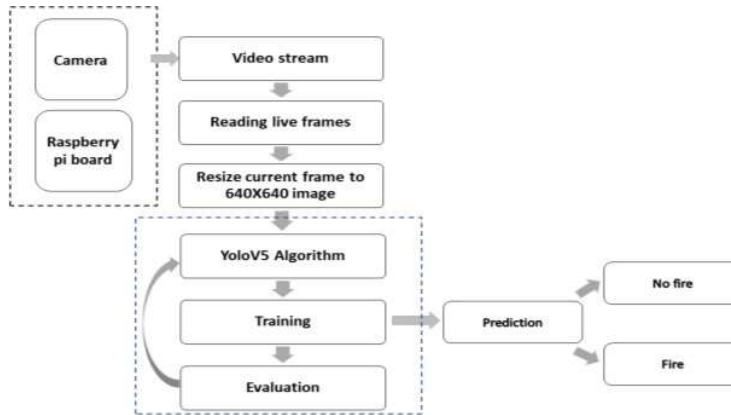 Camera
Raspberry
pi board
Video stream
Reading live frames
Resize current frame to
640X640 image
YoloV5 Algorithm
Training
Evaluation
Prediction
No fire
Fire